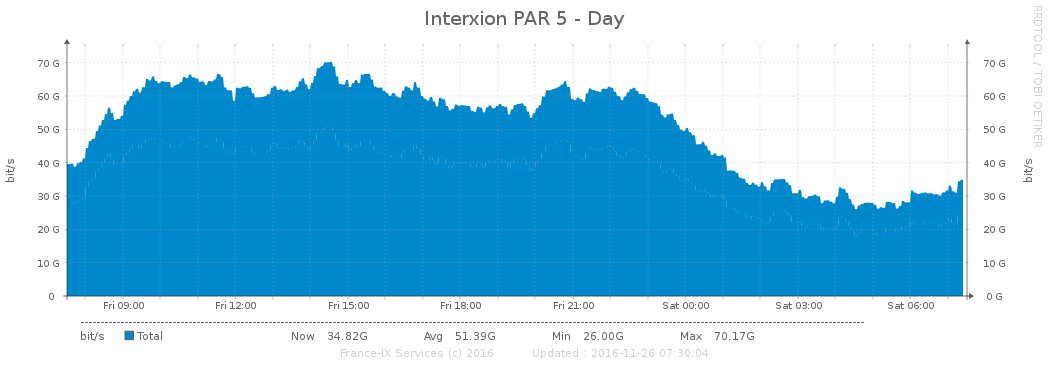 Interxion PAR 5 - Day
RRDTOOL / TOBI OETIKER
bit/s
70 G 70 G
60 G 60 G
50 G 50 G
40 G 40 G
30 G 30 G
20 G 20 G
10 G 10 G
0 0 G
bit/s
Fri 09:00 Fri 12:00 Fri 15:00 Fri 18:00 Fri 21:00 Sat 00:00 Sat 03:00 Sat 06:00
bit/s Total Now 34.82G Avg 51.39G Min 26.00G Max 70.17G
France-IX Services (c) 2016 Updated : 2016-11-26 07:30:04